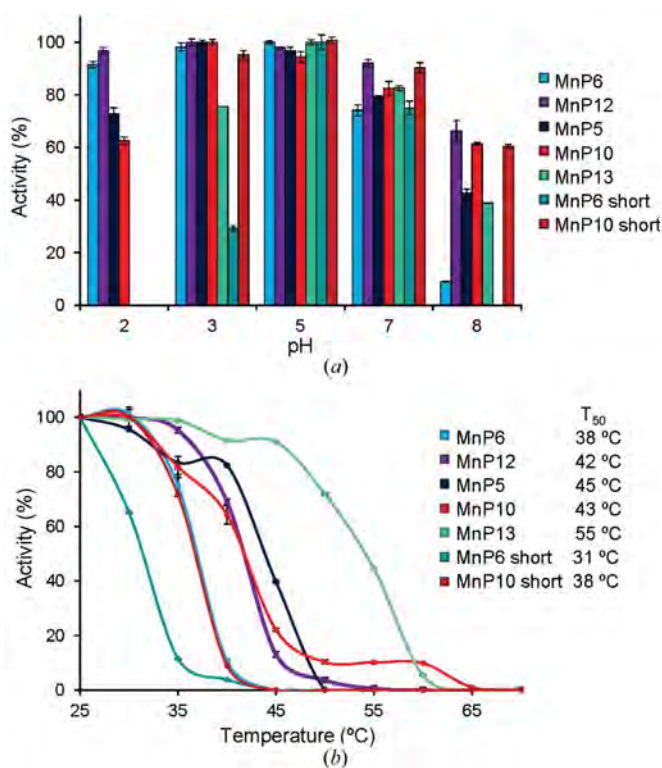 100
80
60
40
20
0
Activity (%)
2 3 5 7 8
pH
MnP6
MnP12
MnP5
MnP10
MnP13
MnP6 short
MnP10 short
(a)
100
80
60
40
20
0
Activity (%)
25 35 45 55 65
Temperature (ºC)
T50
MnP6 38 ºC
MnP12 42 ºC
MnP5 45 ºC
MnP10 43 ºC
MnP13 55 ºC
MnP6 short 31 ºC
MnP10 short 38 ºC
(b)